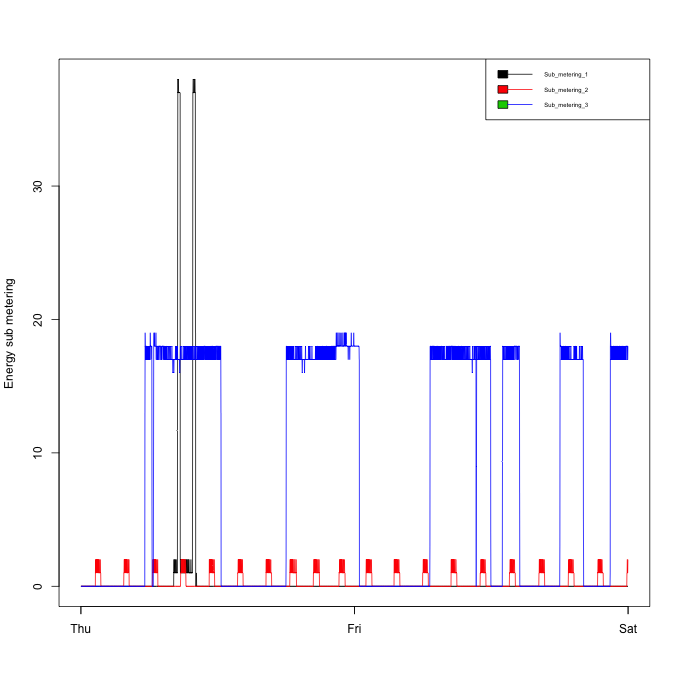 Sub_metering_1
Sub_metering_2
Sub_metering_3
Energy sub metering
30
20
10
0
Thu Fri Sat